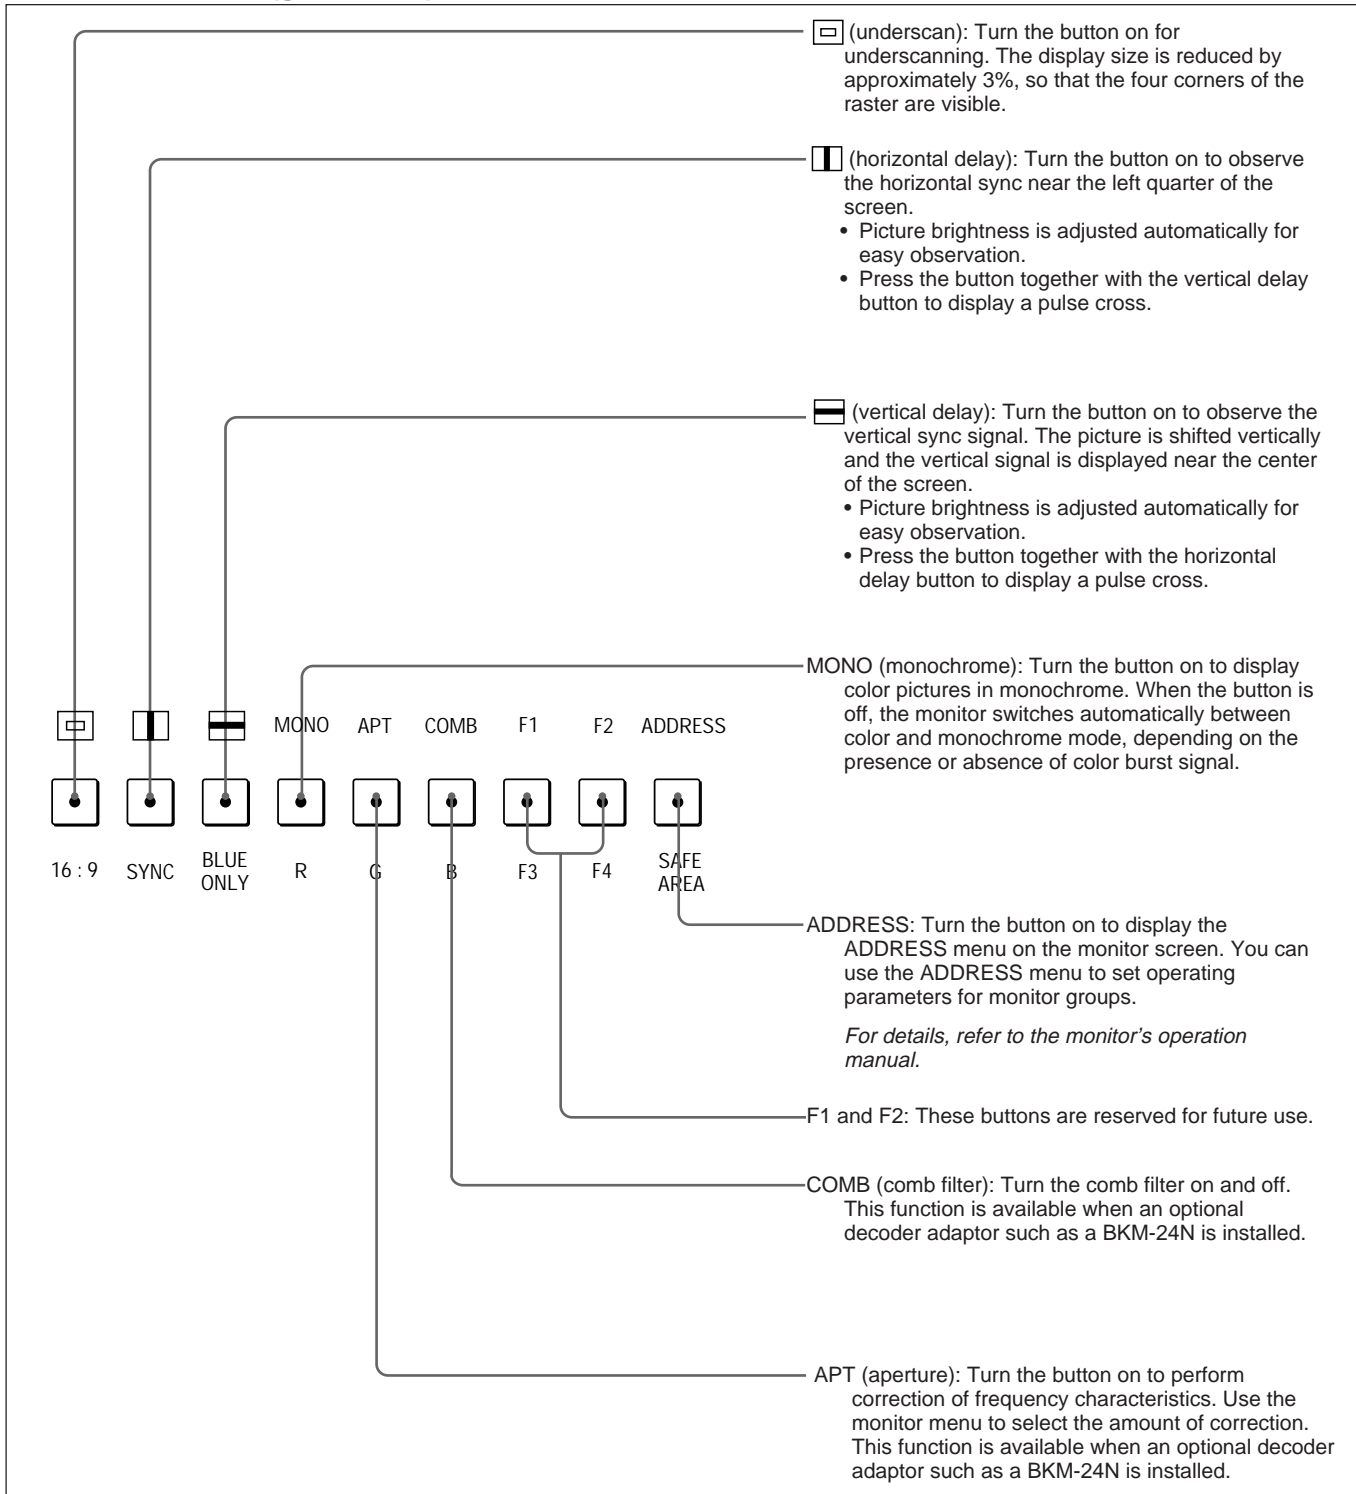 (underscan): Turn the button on for
underscanning. The display size is reduced by
approximately 3%, so that the four corners of the
raster are visible.
(horizontal delay): Turn the button on to observe
the horizontal sync near the left quarter of the
screen.
• Picture brightness is adjusted automatically for
easy observation.
• Press the button together with the vertical delay
button to display a pulse cross.
(vertical delay): Turn the button on to observe the
vertical sync signal. The picture is shifted vertically
and the vertical signal is displayed near the center
of the screen.
• Picture brightness is adjusted automatically for
easy observation.
• Press the button together with the horizontal
delay button to display a pulse cross.
MONO (monochrome): Turn the button on to display
color pictures in monochrome. When the button is
off, the monitor switches automatically between
color and monochrome mode, depending on the
presence or absence of color burst signal.
MONO APT COMB F1 F2 ADDRESS
16 : 9 SYNC BLUE ONLY R G B F3 F4 SAFE AREA
ADDRESS: Turn the button on to display the
ADDRESS menu on the monitor screen. You can
use the ADDRESS menu to set operating
parameters for monitor groups.
For details, refer to the monitor's operation
manual.
F1 and F2: These buttons are reserved for future use.
COMB (comb filter): Turn the comb filter on and off.
This function is available when an optional
decoder adaptor such as a BKM-24N is installed.
APT (aperture): Turn the button on to perform
correction of frequency characteristics. Use the
monitor menu to select the amount of correction.
This function is available when an optional decoder
adaptor such as a BKM-24N is installed.